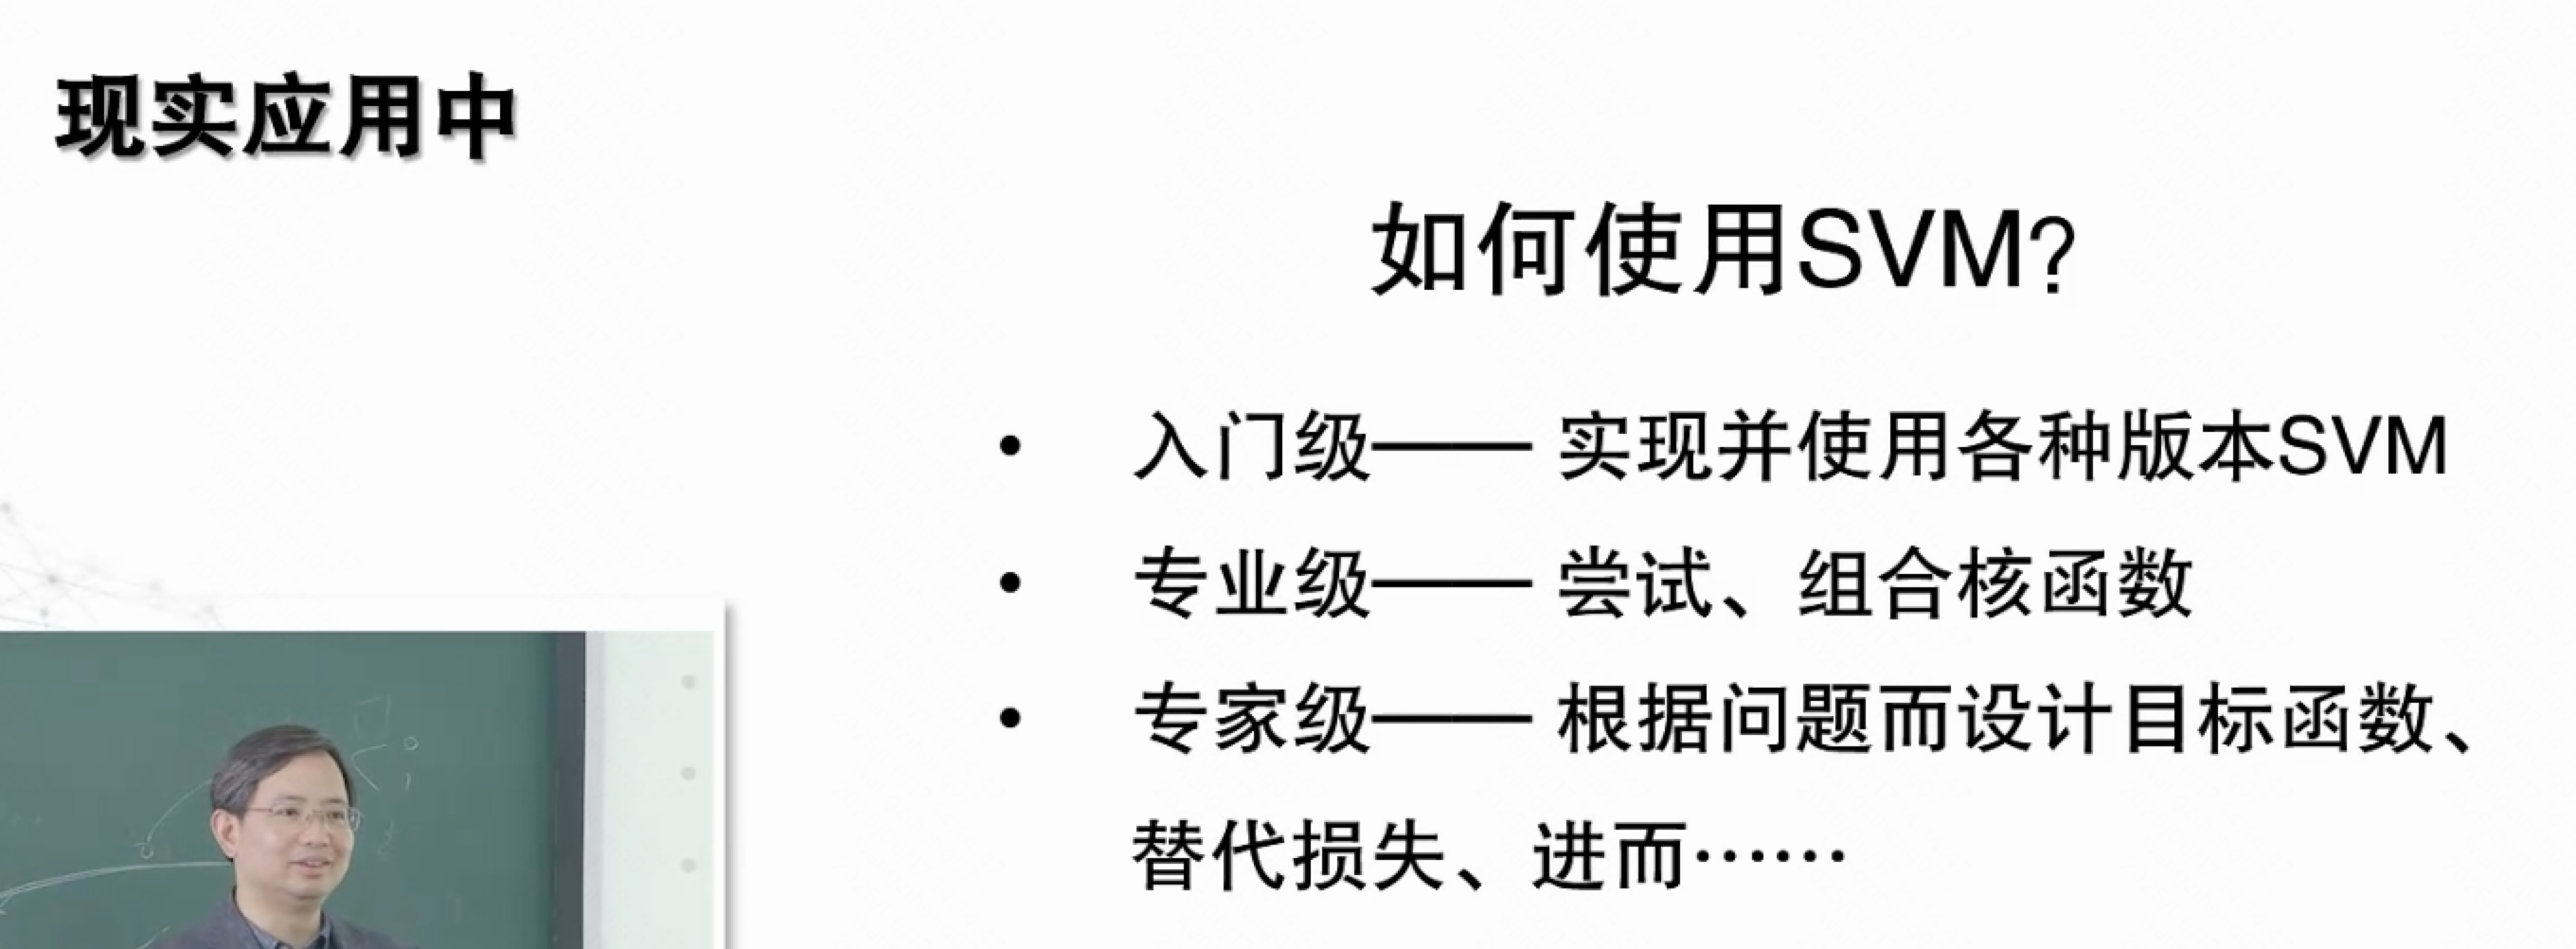 现实应用中
如何使用SVM?
• 入门级—— 实现并使用各种版本SVM
• 专业级—— 尝试、组合核函数
• 专家级—— 根据问题而设计目标函数、
替代损失、进而……